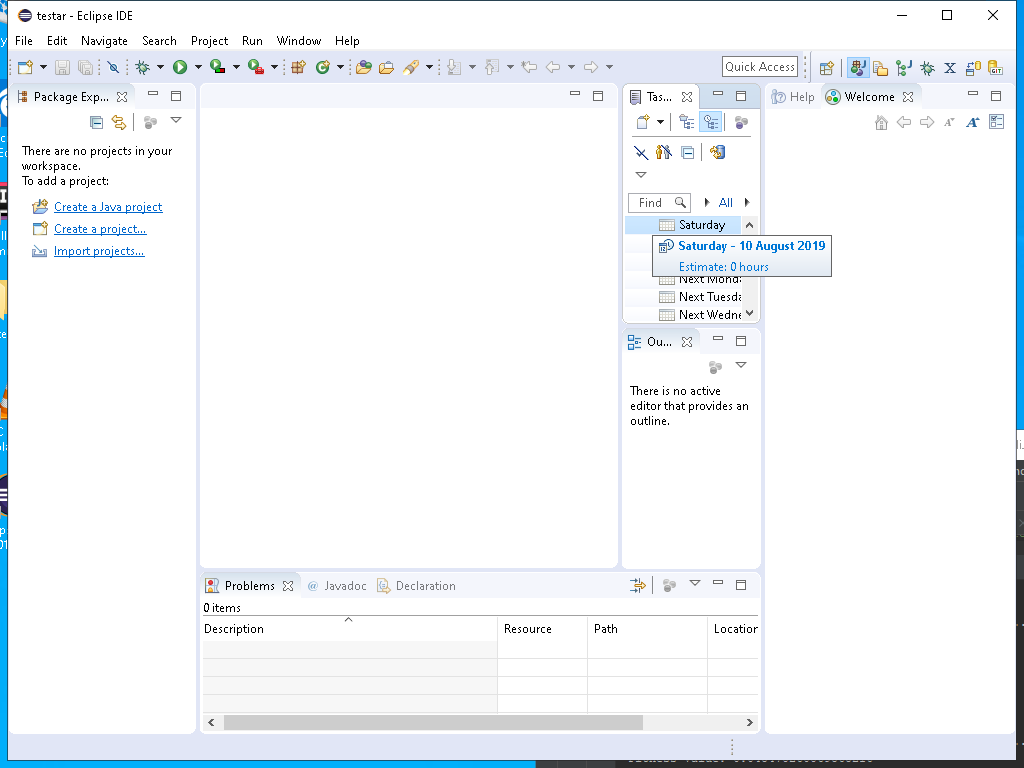 testar - Eclipse IDE
File Edit Navigate Search Project Run Window Help
Quick Access
Package Exp...
There are no projects in your
workspace.
To add a project:
Create a Java project
Create a project...
Import projects...
Tas...
Find
All
Saturday
Saturday - 10 August 2019
Estimate: 0 hours
Next Tuesda
Next Wedne
Ou...
There is no active
editor that provides an
outline.
Help Welcome
Problems @ Javadoc Declaration
0 items
Description Resource Path Location